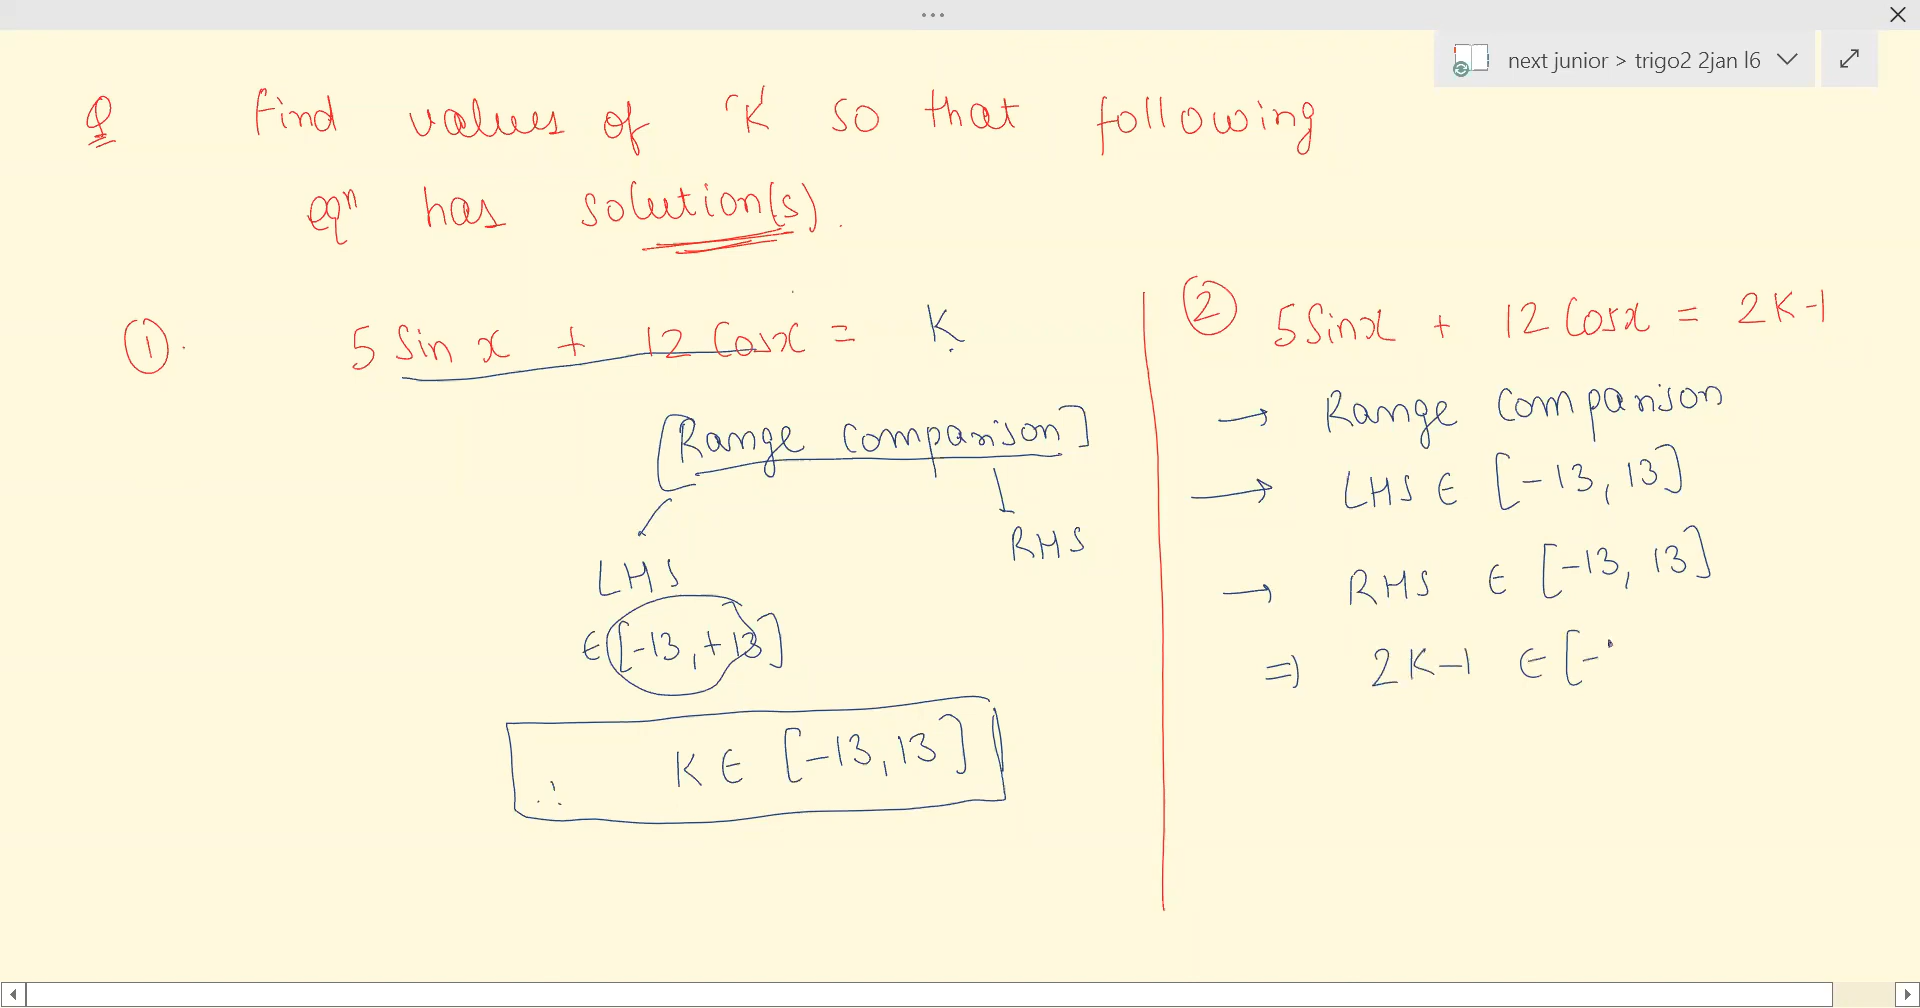 next junior > trigo2 2jan l6
Q Find values of 'K' so that following
eqn has solution(s).
① 5 Sin x + 12 Cosx = K
[Range Comparison]
LHS RHS
∈ [-13, +13]
∴ K ∈ [-13, 13]
② 5 Sinx + 12 Cosx = 2K-1
→ Range Comparison
→ LHS ∈ [-13, 13]
→ RHS ∈ [-13, 13]
⇒ 2K-1 ∈ [-